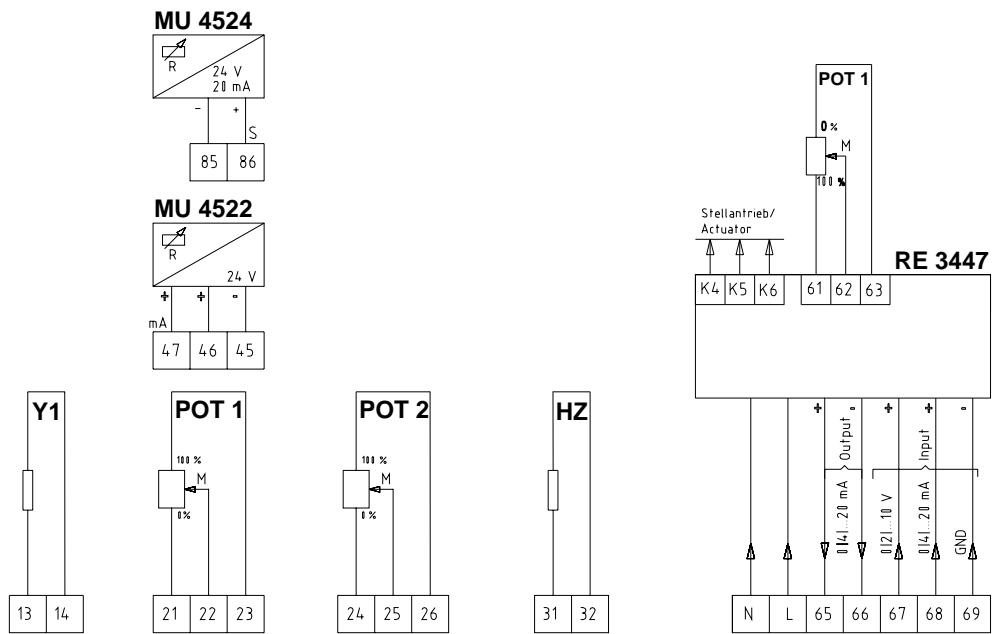 MU 4524
R
24 V
20 mA
- +
S
85 86
MU 4522
R
24 V
+ + -
mA
47 46 45
Y1
13 14
POT 1
100 %
M
0%
21 22 23
POT 2
100 %
M
0%
24 25 26
HZ
31 32
POT 1
0%
M
100 %
Stellantrieb/
Actuator
RE 3447
K4 K5 K6 61 62 63
+ - + + -
Output
Input
0|4|...20 mA
0|2|...10 V
0|4|...20 mA
GND
N L 65 66 67 68 69